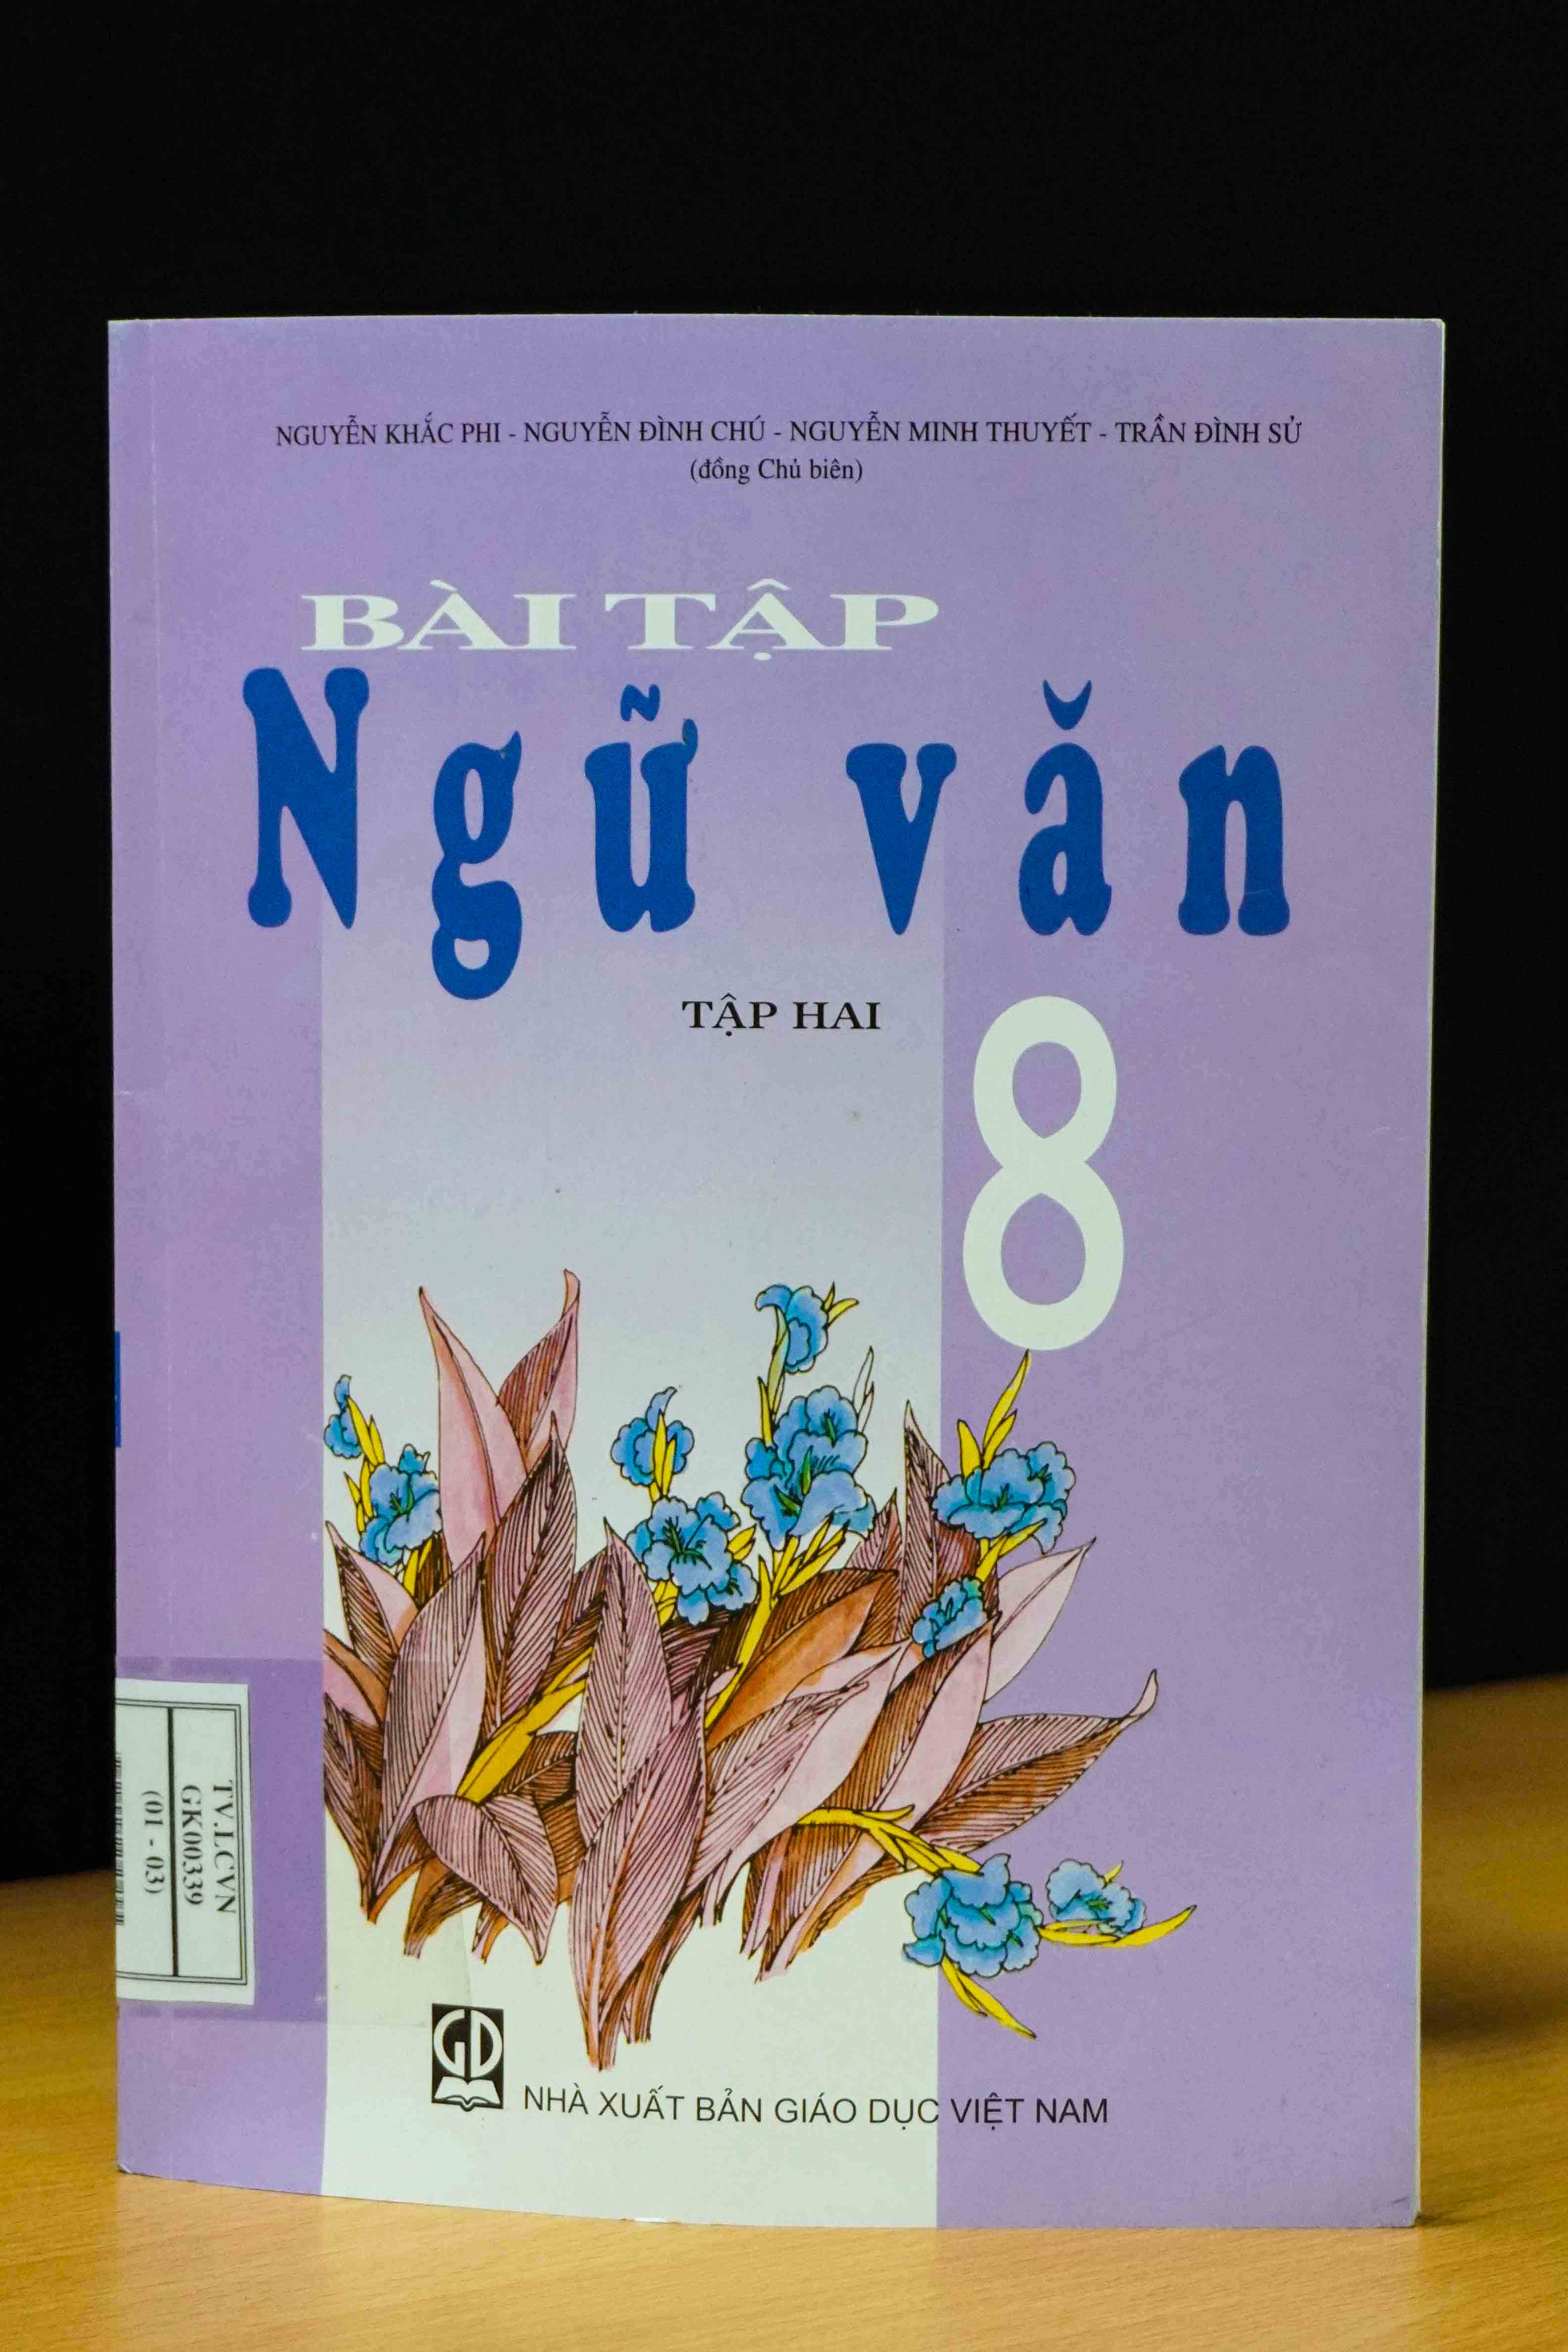 NGUYỄN KHẮC PHI - NGUYỄN ĐÌNH CHÚ - NGUYỄN MINH THUYẾT - TRẦN ĐÌNH SỬ
(đồng Chủ biên)
BÀI TẬP
Ngữ văn
TẬP HAI
8
TV.LCVN
GK00339
(01 - 03)
GD
NHÀ XUẤT BẢN GIÁO DỤC VIỆT NAM